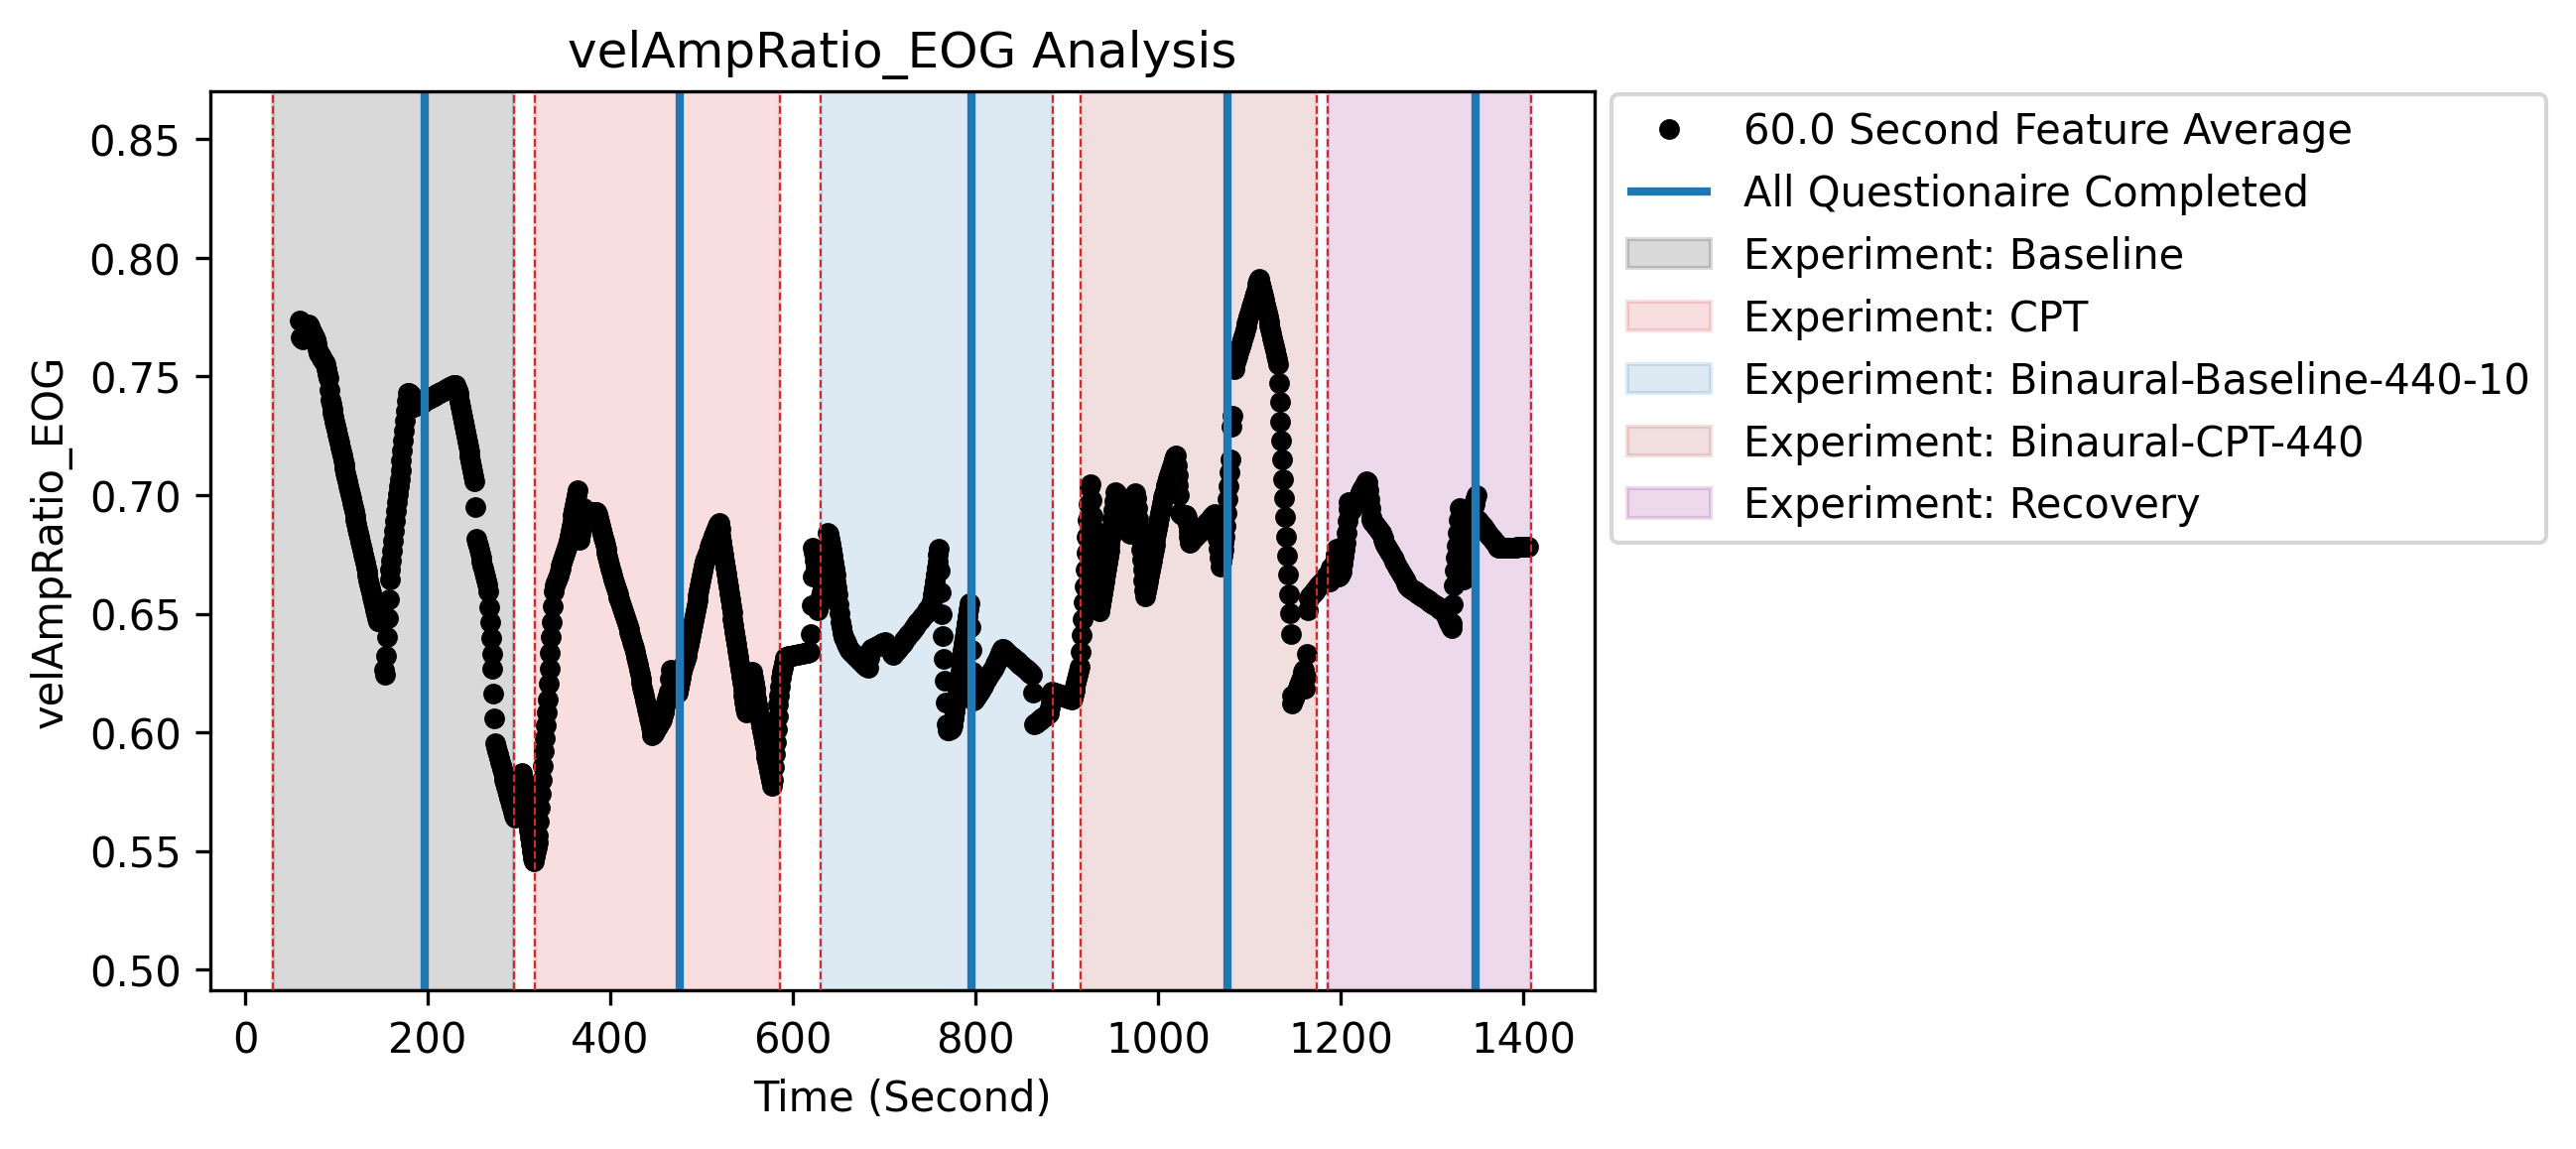 velAmpRatio_EOG Analysis
velAmpRatio_EOG
0.85
0.80
0.75
0.70
0.65
0.60
0.55
0.50
0 200 400 600 800 1000 1200 1400
Time (Second)
60.0 Second Feature Average
All Questionaire Completed
Experiment: Baseline
Experiment: CPT
Experiment: Binaural-Baseline-440-10
Experiment: Binaural-CPT-440
Experiment: Recovery